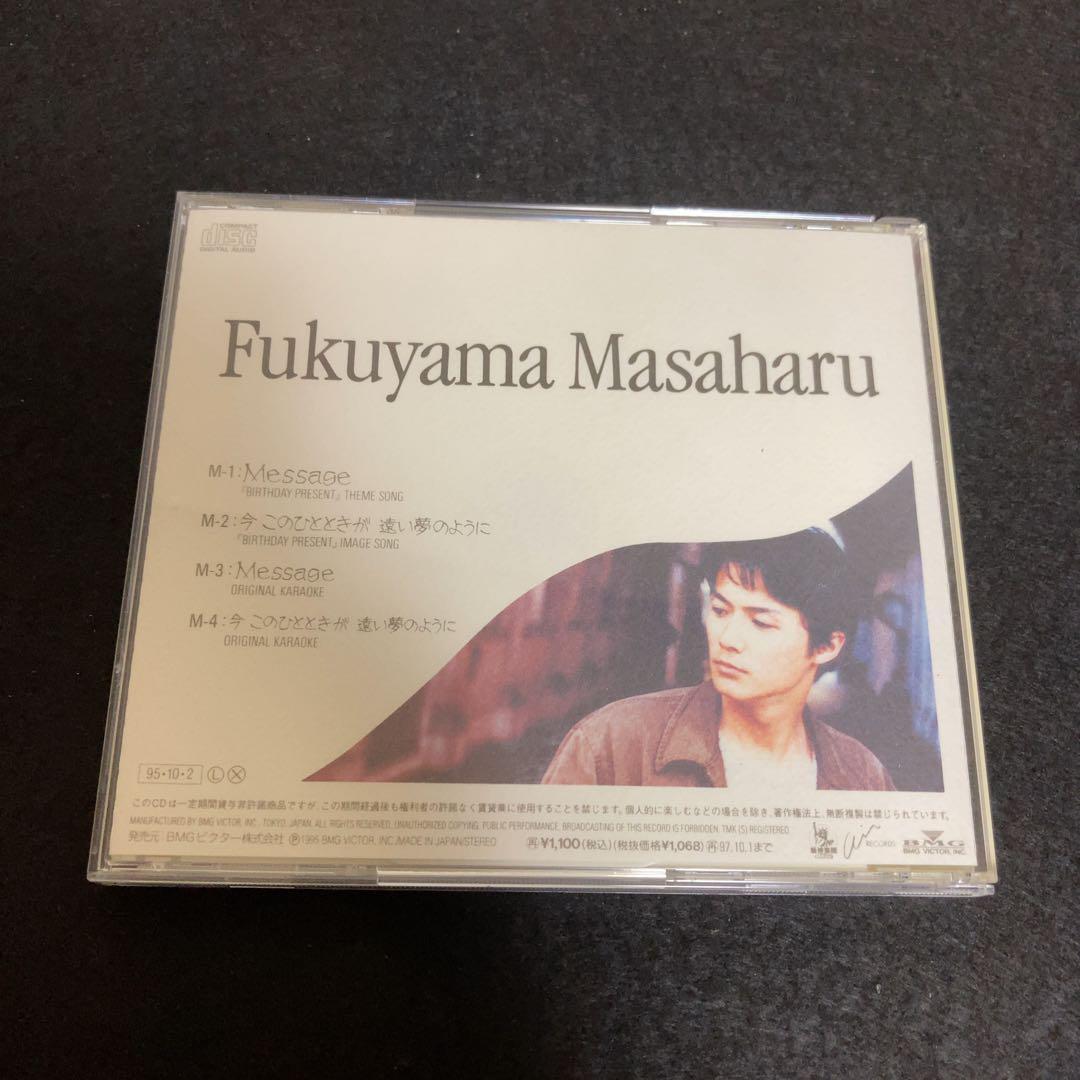 COMPACT
disc
DIGITAL AUDIO
Fukuyama Masaharu
M-1:Message
『BIRTHDAY PRESENT』 THEME SONG
M-2:今 このひとときが 遠い夢のように
『BIRTHDAY PRESENT』 IMAGE SONG
M-3:Message
ORIGINAL KARAOKE
M-4:今 このひとときが 遠い夢のように
ORIGINAL KARAOKE
95・10・2 Ⓛ Ⓧ
このCDは一定期間貸与非許諾商品ですが、この期間経過後も権利者の許諾なく賃貸業に使用することを禁じます。個人的に楽しむなどの場合を除き、著作権法上、無断複製は禁じられています。
MANUFACTURED BY BMG VICTOR, INC., TOKYO, JAPAN. ALL RIGHTS RESERVED, UNAUTHORIZED COPYING, PUBLIC PERFORMANCE, BROADCASTING OF THIS RECORD IS FORBIDDEN. TMK (S) REGISTERED.
発売元:BMGビクター株式会社 ℗1995 BMG VICTOR, INC./MADE IN JAPAN/STEREO
再¥1,100(税込)(税抜価格¥1,068)再97.10.1まで
RECORDS
BMG
BMG VICTOR, INC.